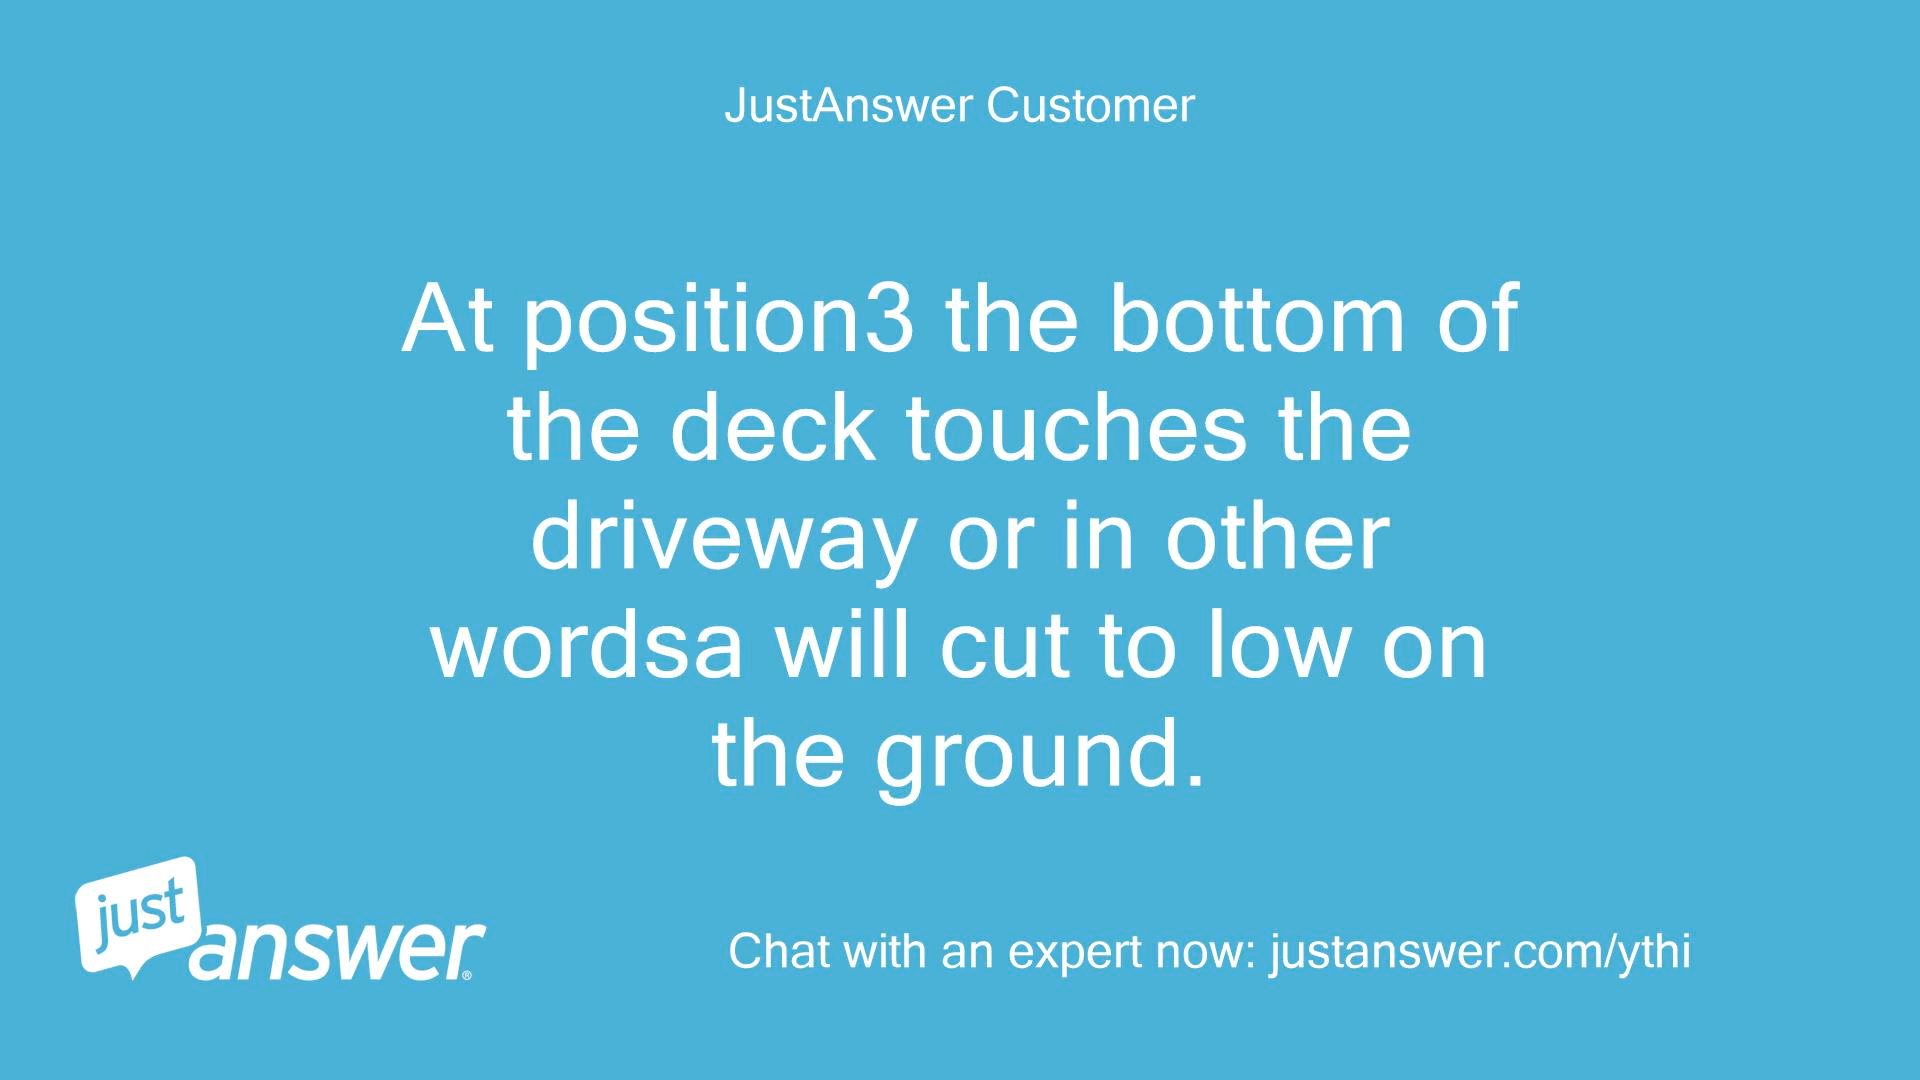 JustAnswer Customer
At position3 the bottom of
the deck touches the
driveway or in other
wordsa will cut to low on
the ground.
just
answer®
Chat with an expert now: justanswer.com/ythi